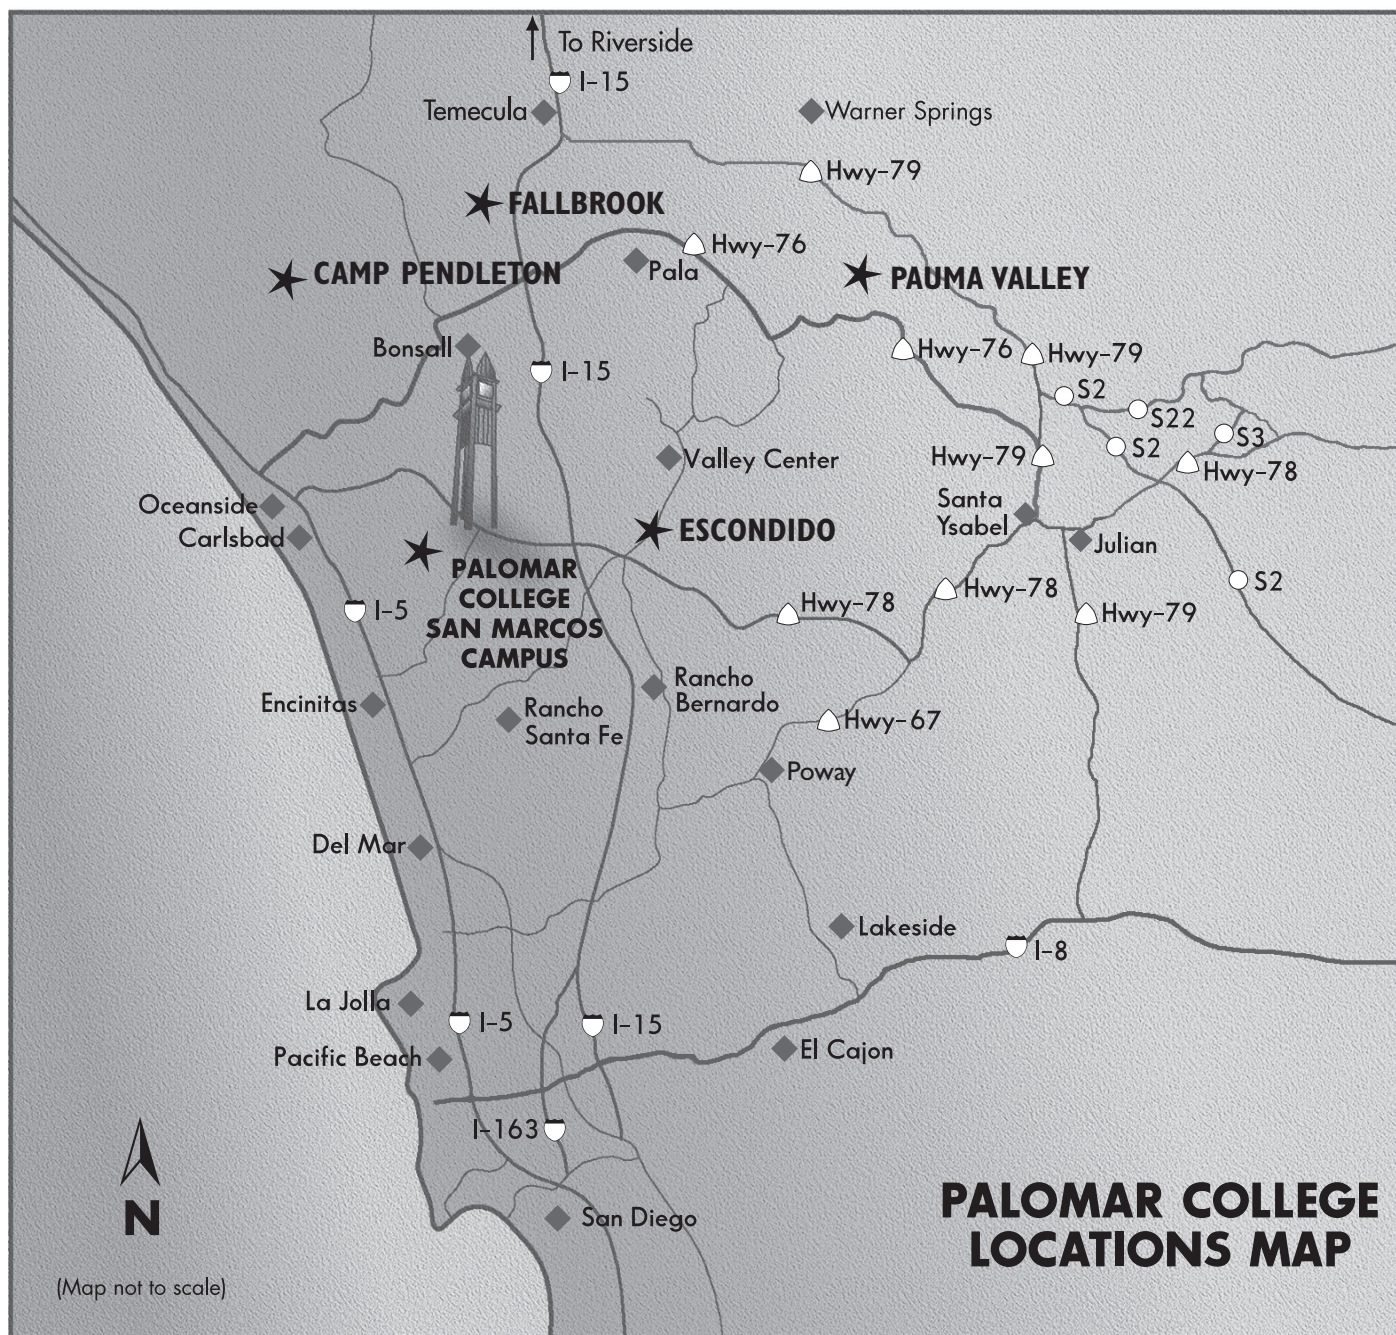 To Riverside
I-15
Temecula
Warner Springs
Hwy-79
FALLBROOK
Hwy-76
CAMP PENDLETON
Pala
PAUMA VALLEY
Bonsall
I-15
Hwy-76
Hwy-79
S2
S22
S2
S3
Valley Center
Hwy-79
Hwy-78
Oceanside
Santa
Ysabel
Carlsbad
ESCONDIDO
Julian
PALOMAR
COLLEGE
SAN MARCOS
CAMPUS
I-5
Hwy-78
Hwy-78
S2
Hwy-79
Encinitas
Rancho
Santa Fe
Rancho
Bernardo
Hwy-67
Poway
Del Mar
Lakeside
I-8
La Jolla
I-5
I-15
Pacific Beach
El Cajon
I-163
N
San Diego
(Map not to scale)
PALOMAR COLLEGE
LOCATIONS MAP